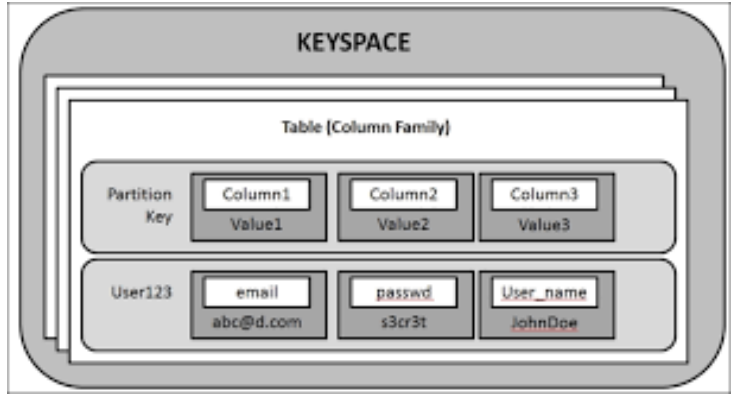 KEYSPACE
Table (Column Family)
Partition Key
Column1
Value1
Column2
Value2
Column3
Value3
User123
email
abc@d.com
passwd
s3cr3t
User_name
JohnDoe